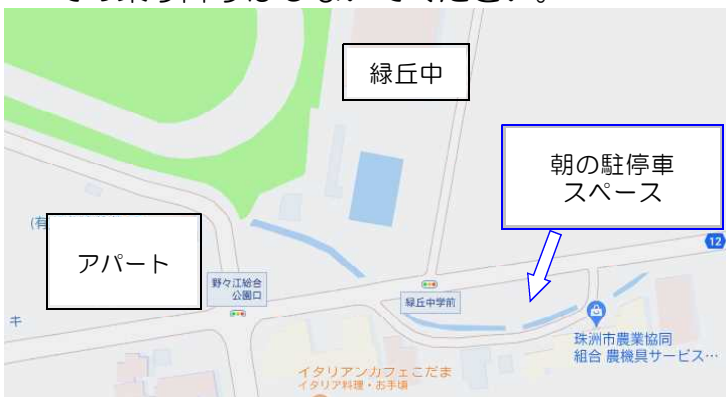 緑丘中
朝の駐停車
スペース
(有
アパート
12
野々江総合
公園口
緑丘中学前
キ
珠洲市農業協同
組合 農機具サービス…
イタリアンカフェこだま
イタリア料理・お手頃